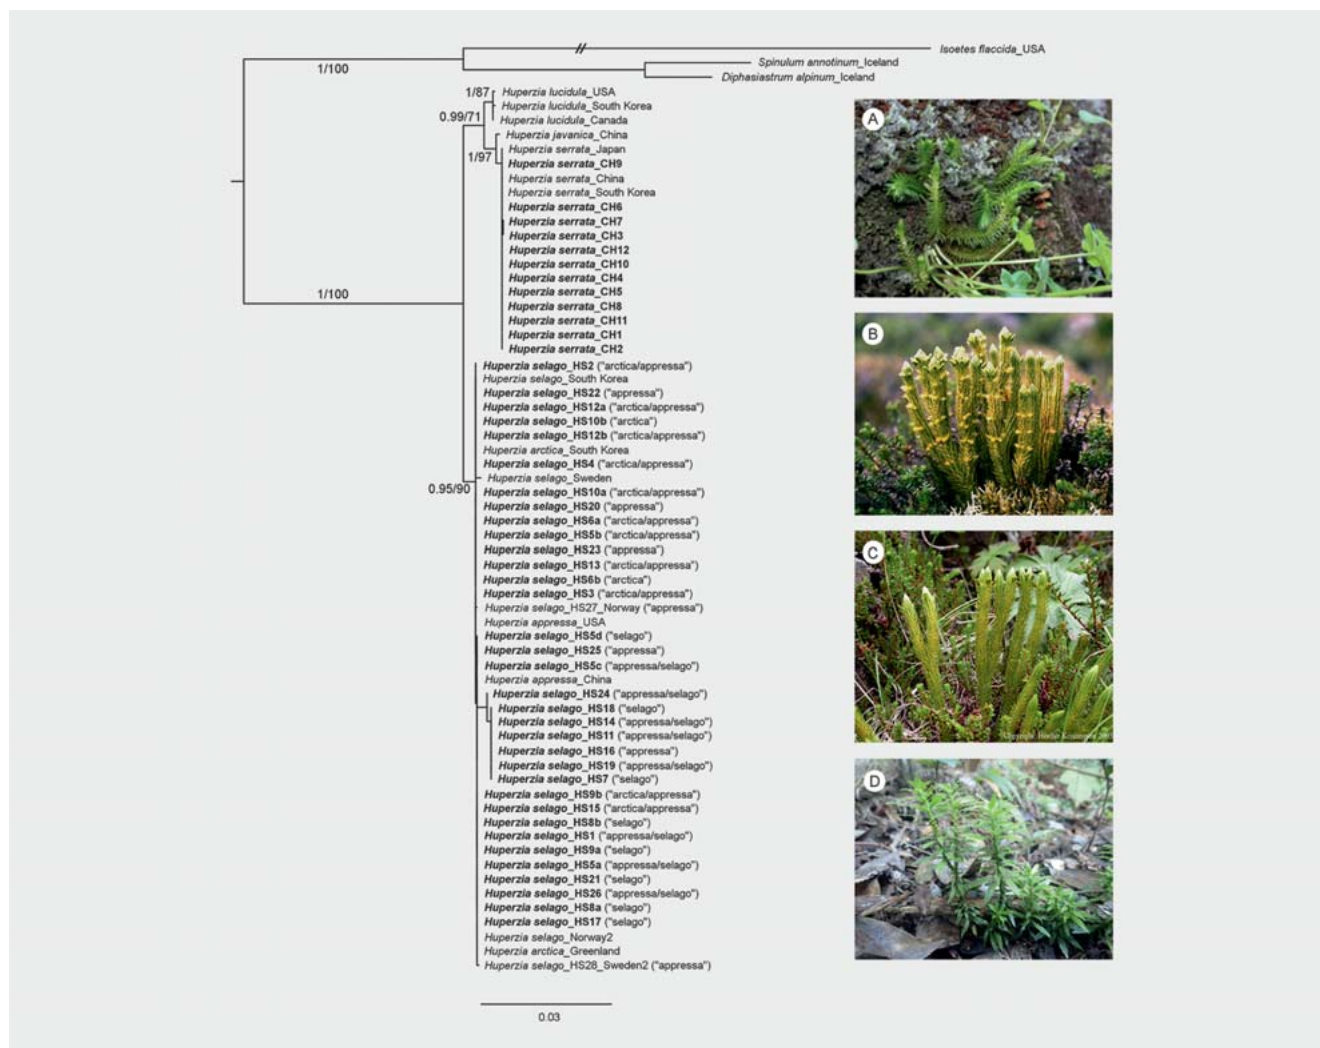 Isoetes flaccida_USA
Spinulum annotinum_Iceland
1/100
Diphasiastrum alpinum_Iceland
1/87
Huperzia lucidula_USA
Huperzia lucidula_South Korea
0.99/71
Huperzia lucidula_Canada
Huperzia javanica_China
Huperzia serrata_Japan
1/97
Huperzia serrata_CH9
Huperzia serrata_China
Huperzia serrata_South Korea
Huperzia serrata_CH6
Huperzia serrata_CH7
Huperzia serrata_CH3
Huperzia serrata_CH12
Huperzia serrata_CH10
Huperzia serrata_CH4
Huperzia serrata_CH5
1/100
Huperzia serrata_CH8
Huperzia serrata_CH11
Huperzia serrata_CH1
Huperzia serrata_CH2
Huperzia selago_HS2 ("arctica/appressa")
Huperzia selago_South Korea
Huperzia selago_HS22 ("appressa")
Huperzia selago_HS12a ("arctica/appressa")
Huperzia selago_HS10b ("arctica")
Huperzia selago_HS12b ("arctica/appressa")
Huperzia arctica_South Korea
Huperzia selago_HS4 ("arctica/appressa")
Huperzia selago_Sweden
0.95/90
Huperzia selago_HS10a ("arctica/appressa")
Huperzia selago_HS20 ("appressa")
Huperzia selago_HS6a ("arctica/appressa")
Huperzia selago_HS5b ("arctica/appressa")
Huperzia selago_HS23 ("appressa")
Huperzia selago_HS13 ("arctica/appressa")
Huperzia selago_HS6b ("arctica")
Huperzia selago_HS3 ("arctica/appressa")
Huperzia selago_HS27_Norway ("appressa")
Huperzia appressa_USA
Huperzia selago_HS5d ("selago")
Huperzia selago_HS25 ("appressa")
Huperzia selago_HS5c ("appressa/selago")
Huperzia appressa_China
Huperzia selago_HS24 ("appressa/selago")
Huperzia selago_HS18 ("selago")
Huperzia selago_HS14 ("appressa/selago")
Huperzia selago_HS11 ("appressa/selago")
Huperzia selago_HS16 ("appressa")
Huperzia selago_HS19 ("appressa/selago")
Huperzia selago_HS7 ("selago")
Huperzia selago_HS9b ("arctica/appressa")
Huperzia selago_HS15 ("arctica/appressa")
Huperzia selago_HS8b ("selago")
Huperzia selago_HS1 ("appressa/selago")
Huperzia selago_HS9a ("selago")
Huperzia selago_HS5a ("appressa/selago")
Huperzia selago_HS21 ("selago")
Huperzia selago_HS26 ("appressa/selago")
Huperzia selago_HS8a ("selago")
Huperzia selago_HS17 ("selago")
Huperzia selago_Norway2
Huperzia arctica_Greenland
Huperzia selago_HS28_Sweden2 ("appressa")
0.03
A
B
C
Copyright
D